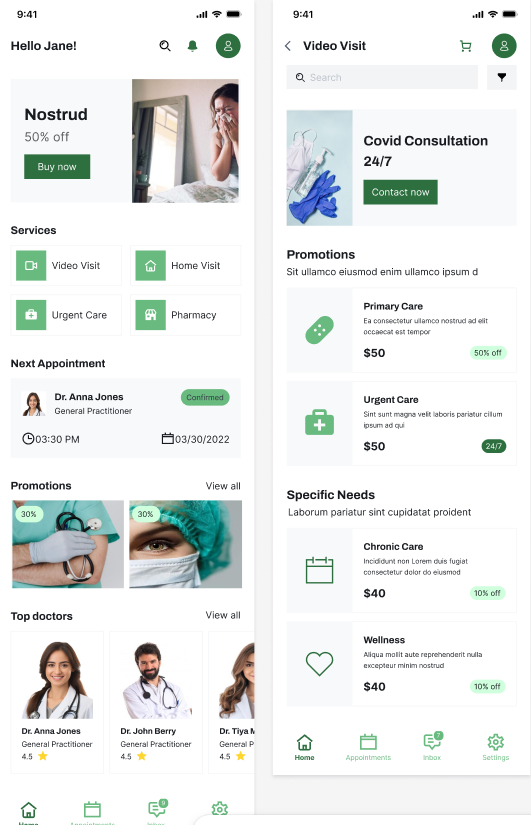 9:41
Hello Jane!
Nostrud
50% off
Buy now
Services
Video Visit
Home Visit
Urgent Care
Pharmacy
Next Appointment
Dr. Anna Jones
General Practitioner
Confirmed
03:30 PM
03/30/2022
Promotions
View all
30%
30%
Top doctors
View all
Dr. Anna Jones
General Practitioner
4.5
Dr. John Berry
General Practitioner
4.5
Dr. Tiya M
General Pra
4.5
9
Home
Appointments
Inbox
9:41
Video Visit
Search
Covid Consultation
24/7
Contact now
Promotions
Sit ullamco eiusmod enim ullamco ipsum d
Primary Care
Ea consectetur ullamco nostrud ad elit
occaecat est tempor
$50
50% off
Urgent Care
Sint sunt magna velit laboris pariatur cillum
ipsum ad qui
$50
24/7
Specific Needs
Laborum pariatur sint cupidatat proident
Chronic Care
Incididunt non Lorem duis fugiat
consectetur dolor do eiusmod
$40
10% off
Wellness
Aliqua mollit aute reprehenderit nulla
excepteur minim nostrud
$40
10% off
7
Home
Appointments
Inbox
Settings